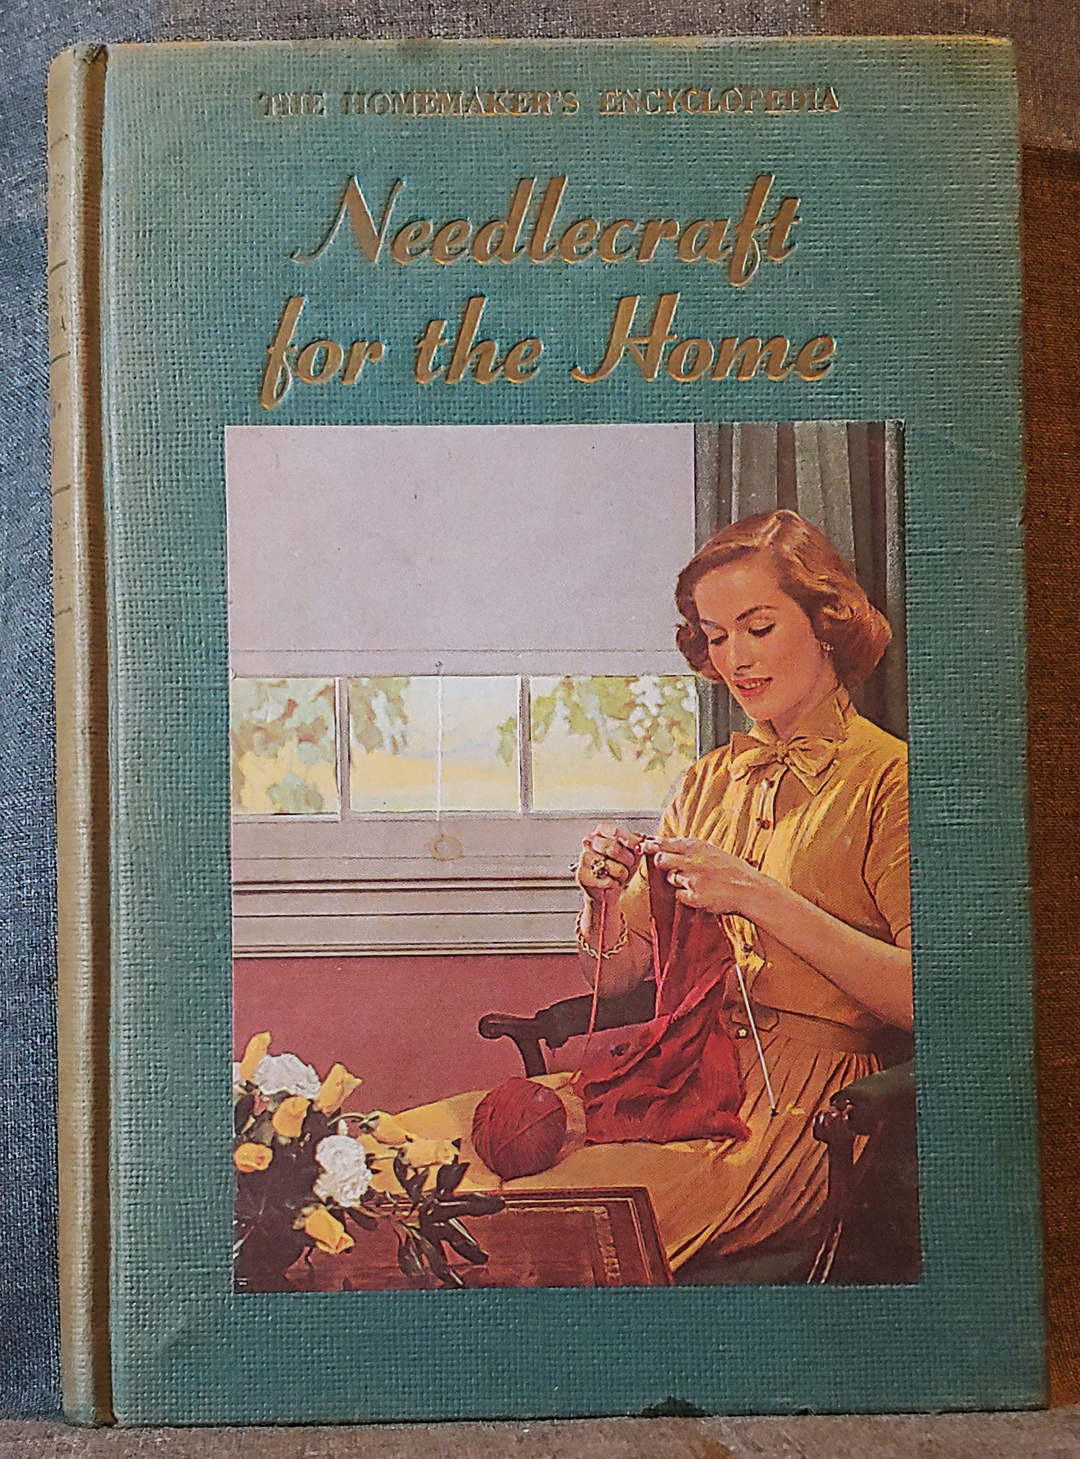 THE HOMEMAKER'S ENCYCLOPEDIA
Needlecraft
for the Home